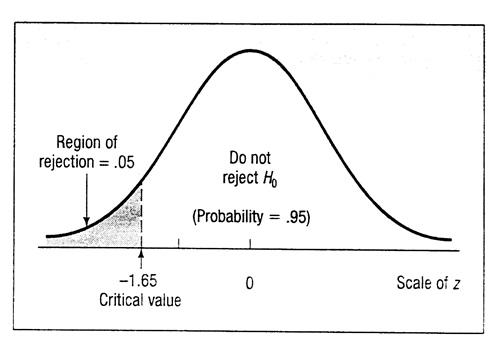 Region of
rejection = .05
Do not
reject H₀
(Probability = .95)
−1.65
0
Scale of z
Critical value